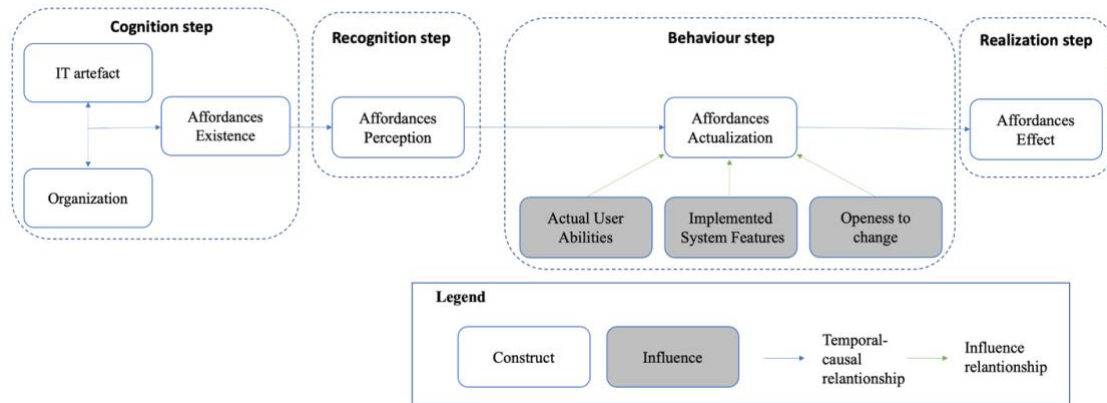 Cognition step
Recognition step
Behaviour step
Realization step
IT artefact
Affordances
Existence
Organization
Affordances
Perception
Affordances
Actualization
Affordances
Effect
Actual User
Abilities
Implemented
System Features
Openess to
change
Legend
Construct
Influence
Temporal-
causal
relantionship
Influence
relantionship